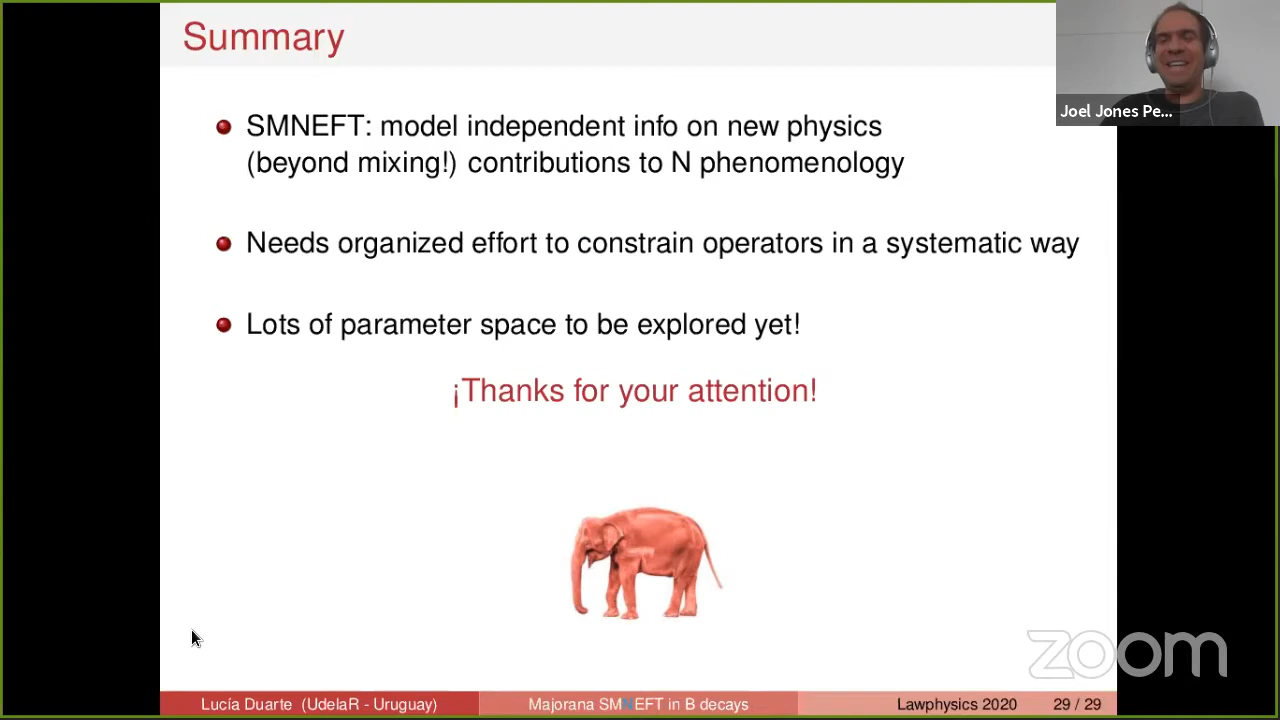 Summary
Joel Jones Pe...
SMNEFT: model independent info on new physics
(beyond mixing!) contributions to N phenomenology
Needs organized effort to constrain operators in a systematic way
Lots of parameter space to be explored yet!
¡Thanks for your attention!
zoom
Lucía Duarte (UdelaR - Uruguay) Majorana SMNEFT in B decays Lawphysics 2020 29 / 29